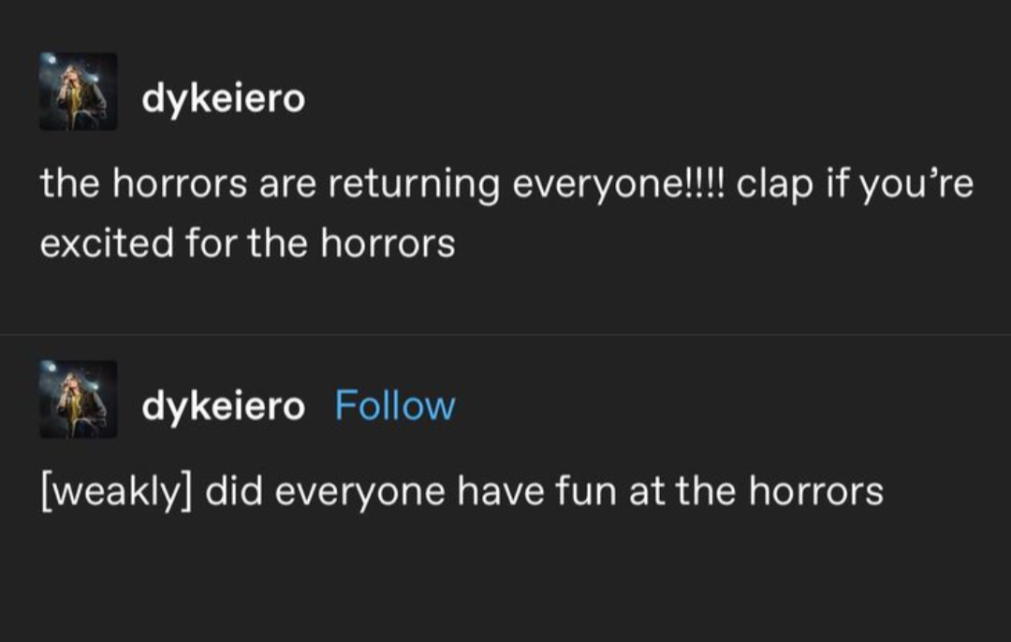 dykeiero
the horrors are returning everyone!!!! clap if you’re
excited for the horrors
dykeiero Follow
[weakly] did everyone have fun at the horrors